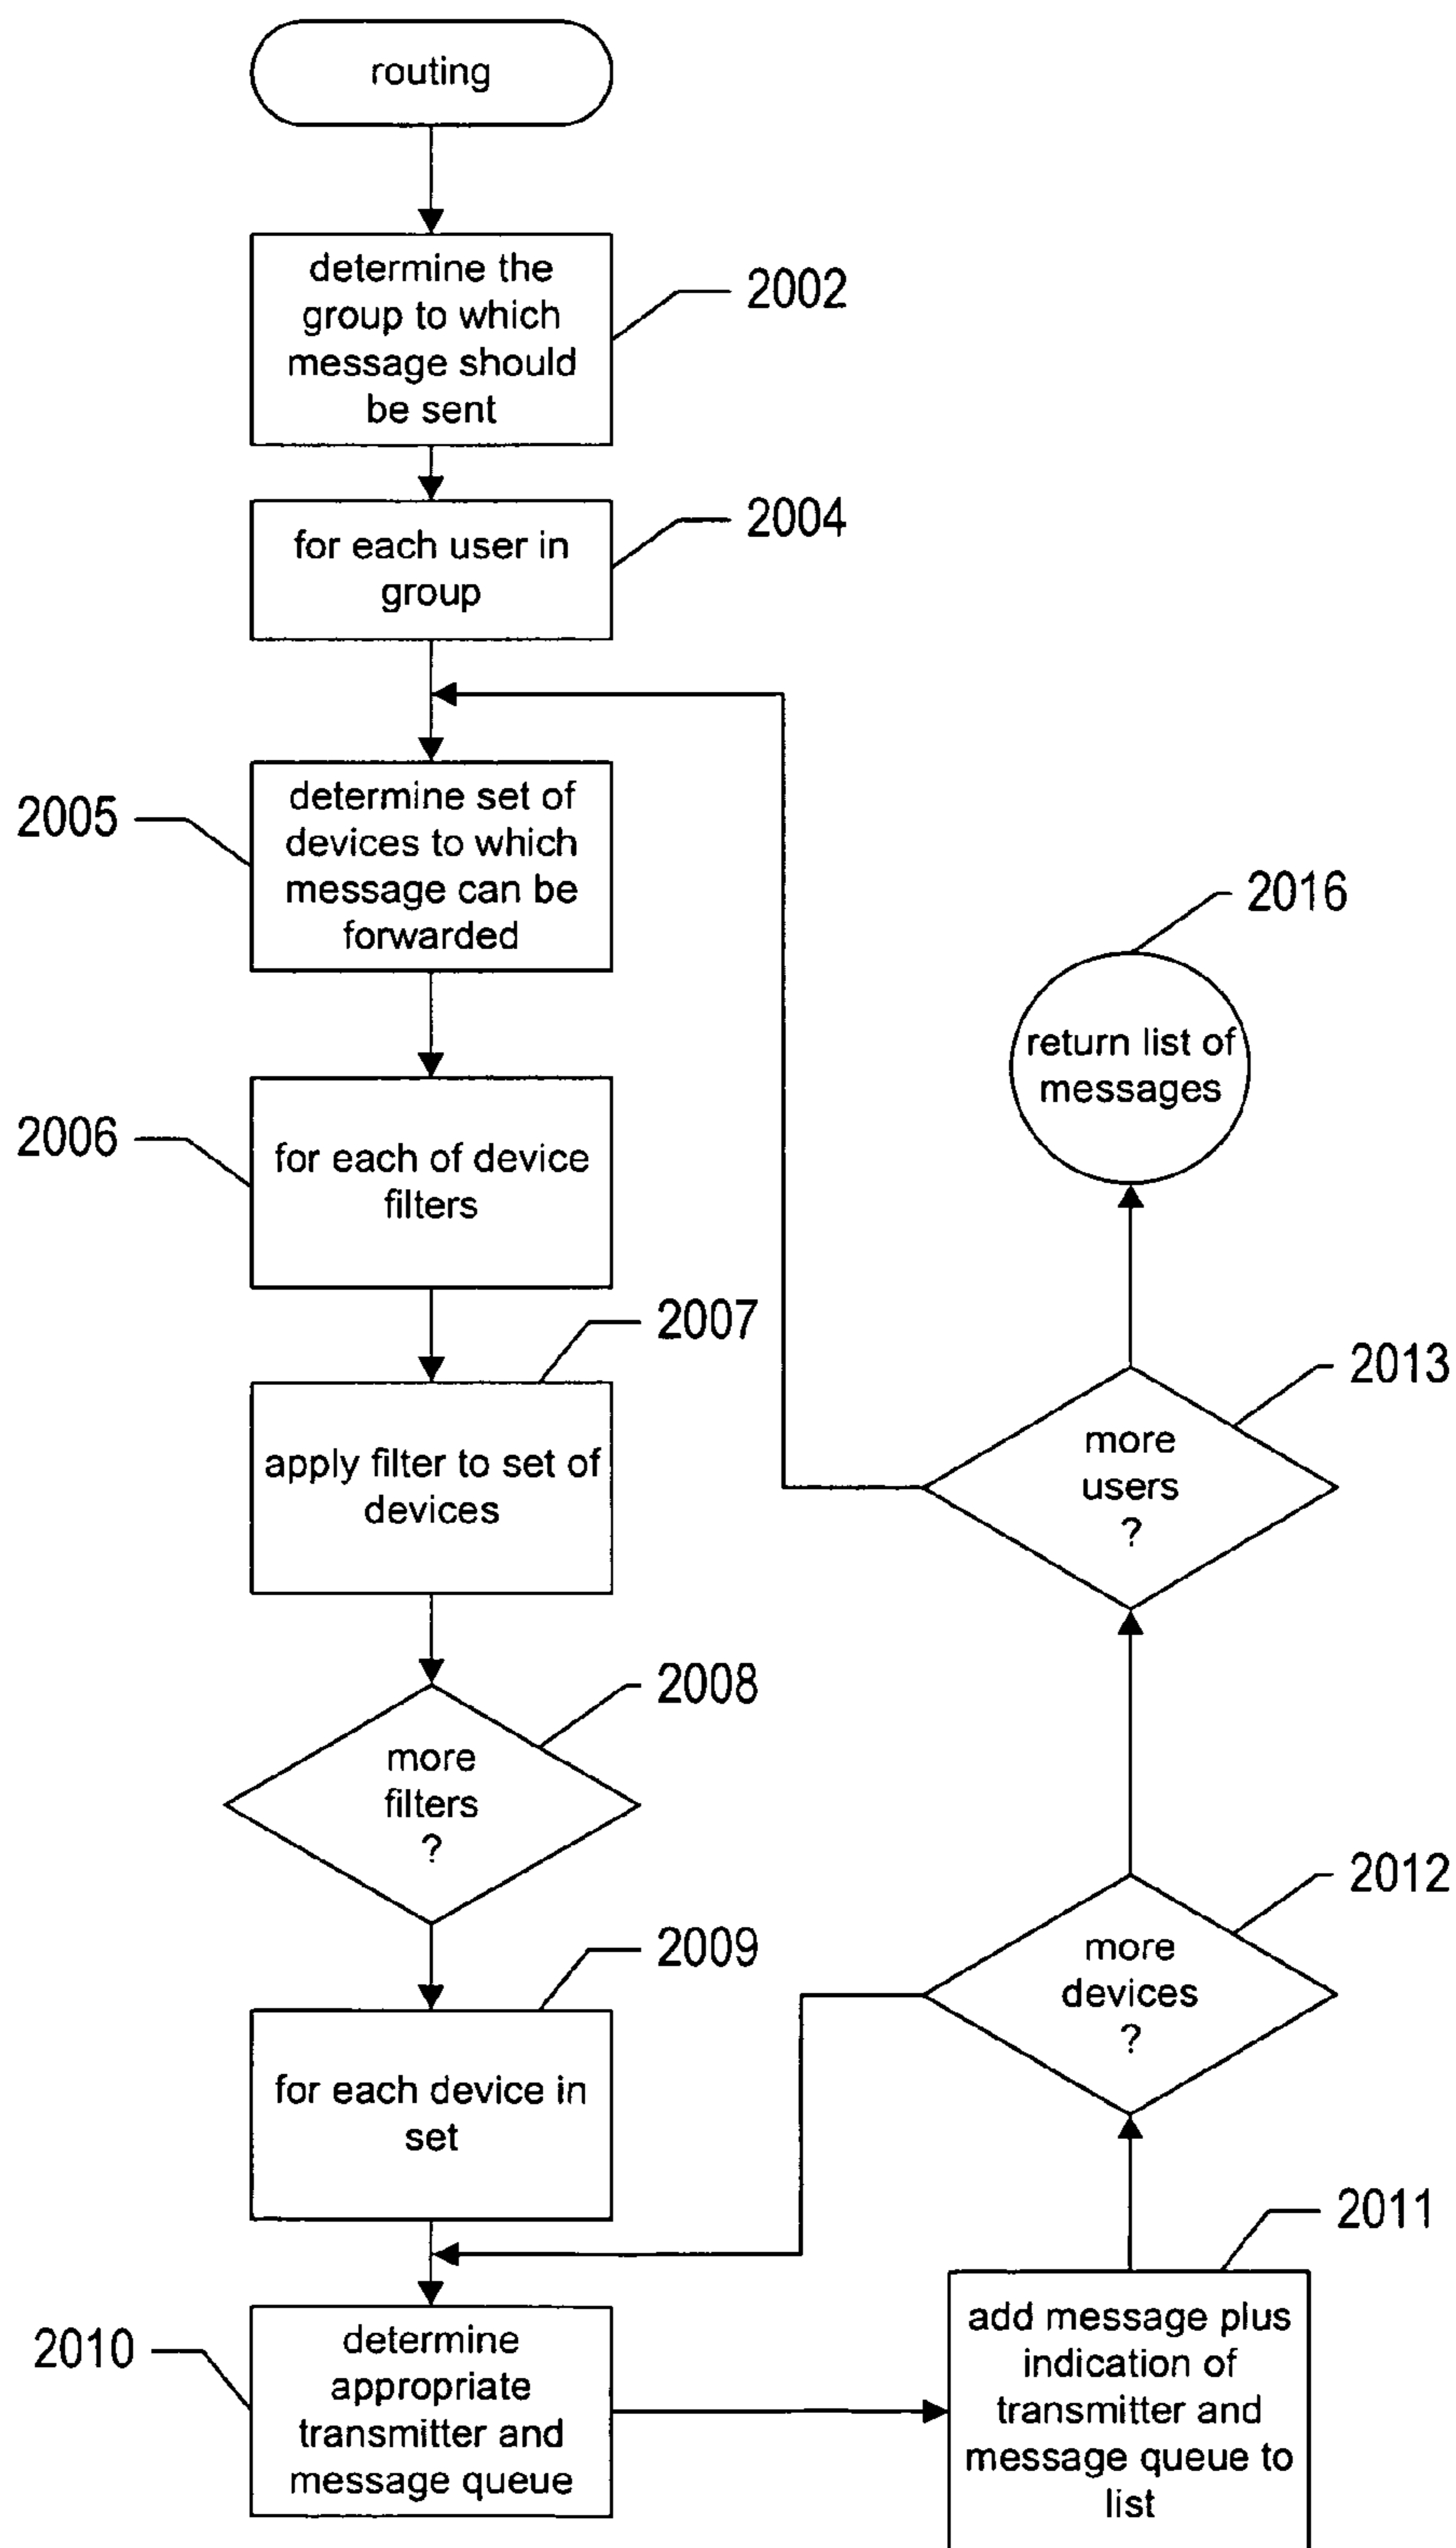 routing
determine the
group to which
message should
be sent
2002
for each user in
group
2004
determine set of
devices to which
message can be
forwarded
2005
for each of device
filters
2006
apply filter to set of
devices
2007
more
filters
?
2008
for each device in
set
2009
determine
appropriate
transmitter and
message queue
2010
add message plus
indication of
transmitter and
message queue to
list
2011
more
devices
?
2012
more
users
?
2013
return list of
messages
2016